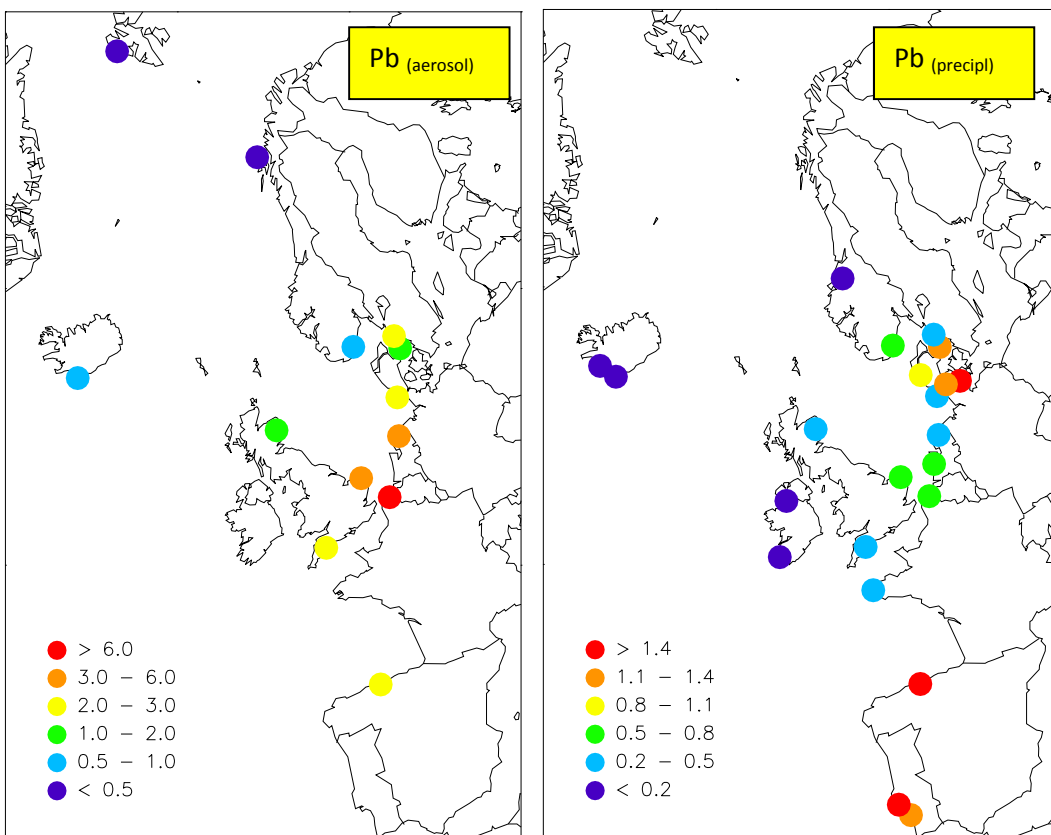 Pb (aerosol)
> 6.0
3.0 – 6.0
2.0 – 3.0
1.0 – 2.0
0.5 – 1.0
< 0.5
Pb (precipl)
> 1.4
1.1 – 1.4
0.8 – 1.1
0.5 – 0.8
0.2 – 0.5
< 0.2